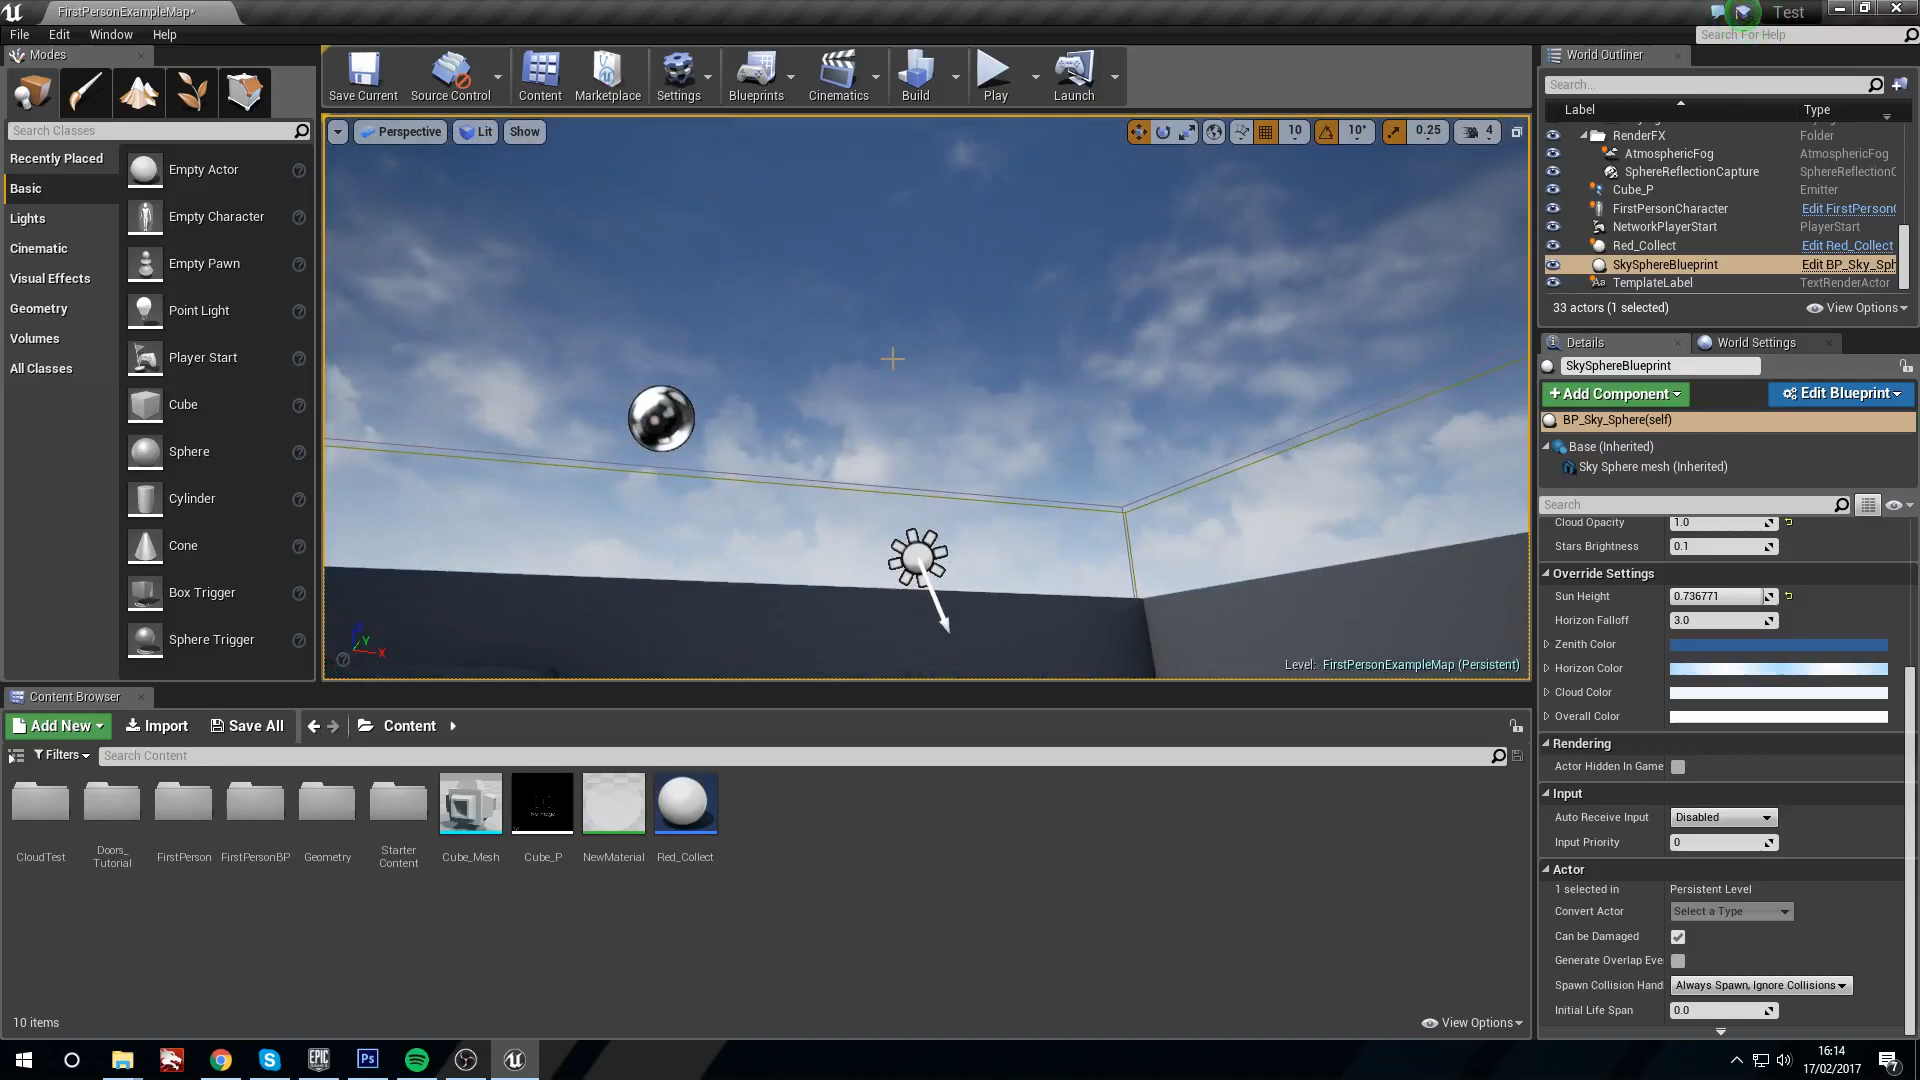 FirstPersonExampleMap*
Test
File Edit Window Help
Search For Help
Modes
Search Classes
Recently Placed
Basic
Lights
Cinematic
Visual Effects
Geometry
Volumes
All Classes
Empty Actor
Empty Character
Empty Pawn
Point Light
Player Start
Cube
Sphere
Cylinder
Cone
Box Trigger
Sphere Trigger
Save Current
Source Control
Content
Marketplace
Settings
Blueprints
Cinematics
Build
Play
Launch
Perspective
Lit
Show
10
10°
0.25
4
Y
X
Level: FirstPersonExampleMap (Persistent)
World Outliner
Search...
Label Type
RenderFX Folder
AtmosphericFog AtmosphericFog
SphereReflectionCapture SphereReflectionC
Cube_P Emitter
FirstPersonCharacter Edit FirstPerson
NetworkPlayerStart PlayerStart
Red_Collect Edit Red_Collect
SkySphereBlueprint Edit BP_Sky_Sph
TemplateLabel TextRenderActor
33 actors (1 selected)
View Options
Details
World Settings
SkySphereBlueprint
+Add Component
Edit Blueprint
BP_Sky_Sphere(self)
Base (Inherited)
Sky Sphere mesh (Inherited)
Search
Cloud Opacity 1.0
Stars Brightness 0.1
Override Settings
Sun Height 0.736771
Horizon Falloff 3.0
Zenith Color
Horizon Color
Cloud Color
Overall Color
Rendering
Actor Hidden In Game
Input
Auto Receive Input Disabled
Input Priority 0
Actor
1 selected in Persistent Level
Convert Actor Select a Type
Can be Damaged
Generate Overlap Eve
Spawn Collision Hand Always Spawn, Ignore Collisions
Initial Life Span 0.0
Content Browser
Add New
Import
Save All
Content
Filters
Search Content
CloudTest
Doors_
Tutorial
FirstPerson
FirstPersonBP
Geometry
Starter
Content
Cube_Mesh
Cube_P
NewMaterial
Red_Collect
10 items
View Options
EPIC
Ps
16:14
17/02/2017
7